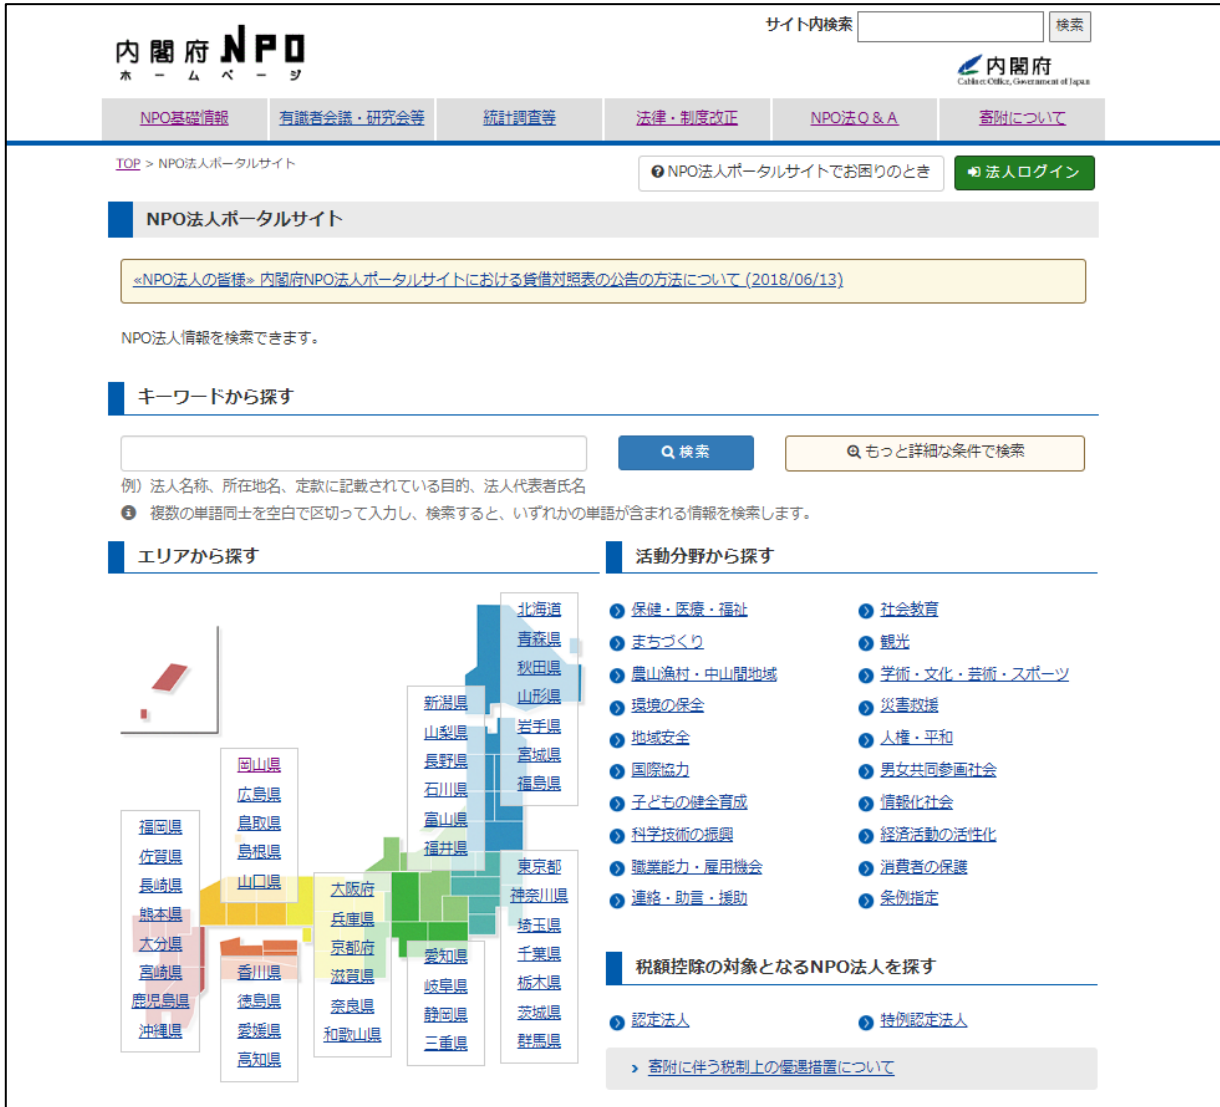 サイト内検索 検索
内閣府NPO
ホームページ
内閣府
Cabinet Office, Government of Japan
NPO基礎情報 有識者会議・研究会等 統計調査等 法律・制度改正 NPO法Q&A 寄附について
TOP > NPO法人ポータルサイト
NPO法人ポータルサイトでお困りのとき 法人ログイン
NPO法人ポータルサイト
«NPO法人の皆様» 内閣府NPO法人ポータルサイトにおける貸借対照表の公告の方法について (2018/06/13)
NPO法人情報を検索できます。
キーワードから探す
検索 もっと詳細な条件で検索
例）法人名称、所在地名、定款に記載されている目的、法人代表者氏名
複数の単語同士を空白で区切って入力し、検索すると、いずれかの単語が含まれる情報を検索します。
エリアから探す
北海道
青森県
秋田県
山形県
岩手県
宮城県
福島県
新潟県
山梨県
長野県
石川県
富山県
福井県
岡山県
広島県
鳥取県
島根県
山口県
福岡県
佐賀県
長崎県
熊本県
大分県
宮崎県
鹿児島県
沖縄県
香川県
徳島県
愛媛県
高知県
大阪府
兵庫県
京都府
滋賀県
奈良県
和歌山県
愛知県
岐阜県
静岡県
三重県
東京都
神奈川県
埼玉県
千葉県
栃木県
茨城県
群馬県
活動分野から探す
保健・医療・福祉 社会教育
まちづくり 観光
農山漁村・中山間地域 学術・文化・芸術・スポーツ
環境の保全 災害救援
地域安全 人権・平和
国際協力 男女共同参画社会
子どもの健全育成 情報化社会
科学技術の振興 経済活動の活性化
職業能力・雇用機会 消費者の保護
連絡・助言・援助 条例指定
税額控除の対象となるNPO法人を探す
認定法人 特例認定法人
寄附に伴う税制上の優遇措置について